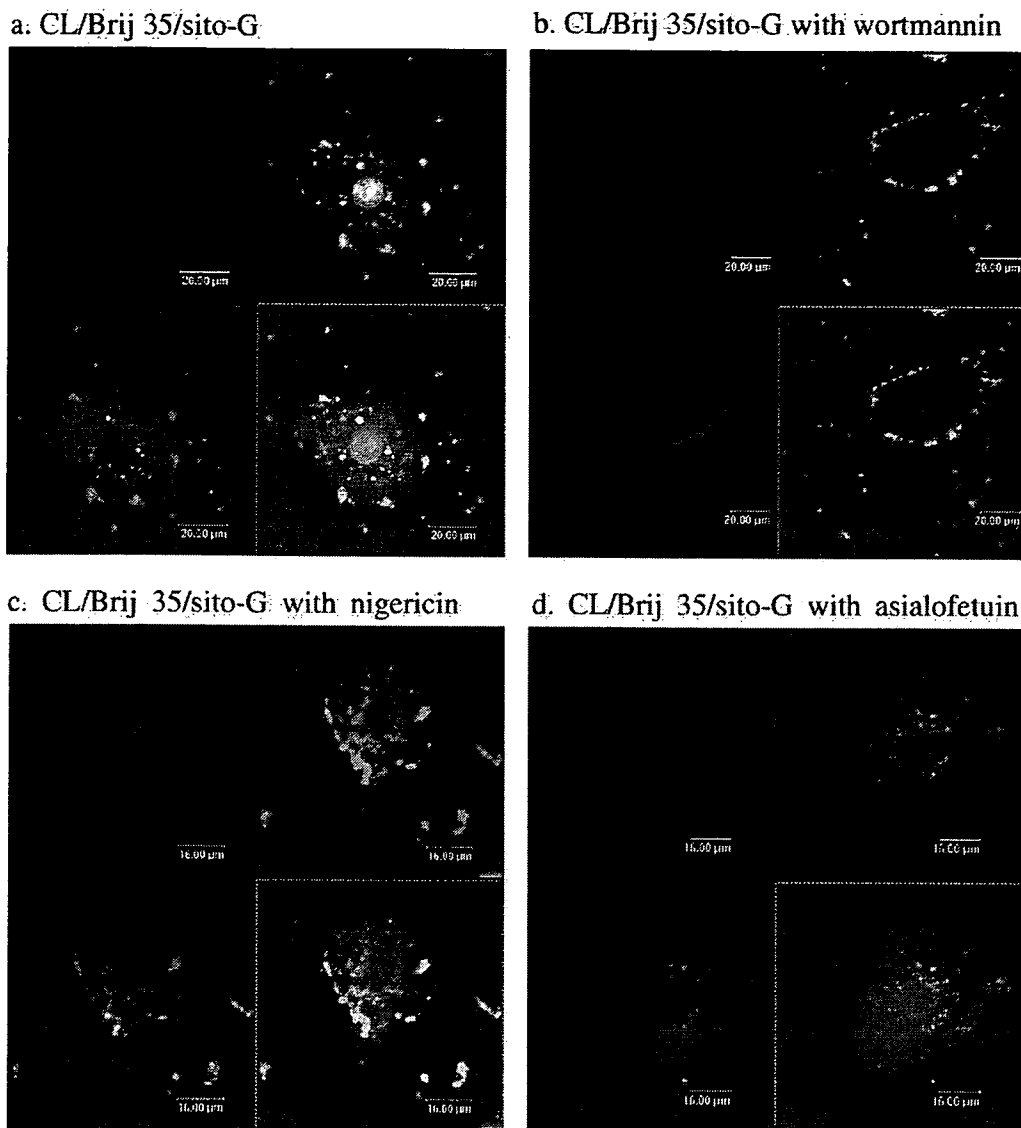 a. CL/Brij 35/sito-G
b. CL/Brij 35/sito-G with wortmannin
20.00 µm
20.00 µm
20.00 µm
20.00 µm
20.00 µm
20.00 µm
20.00 µm
20.00 µm
c. CL/Brij 35/sito-G with nigericin
d. CL/Brij 35/sito-G with asialofetuin
16.00 µm
16.00 µm
16.00 µm
16.00 µm
16.00 µm
16.00 µm
16.00 µm
16.00 µm